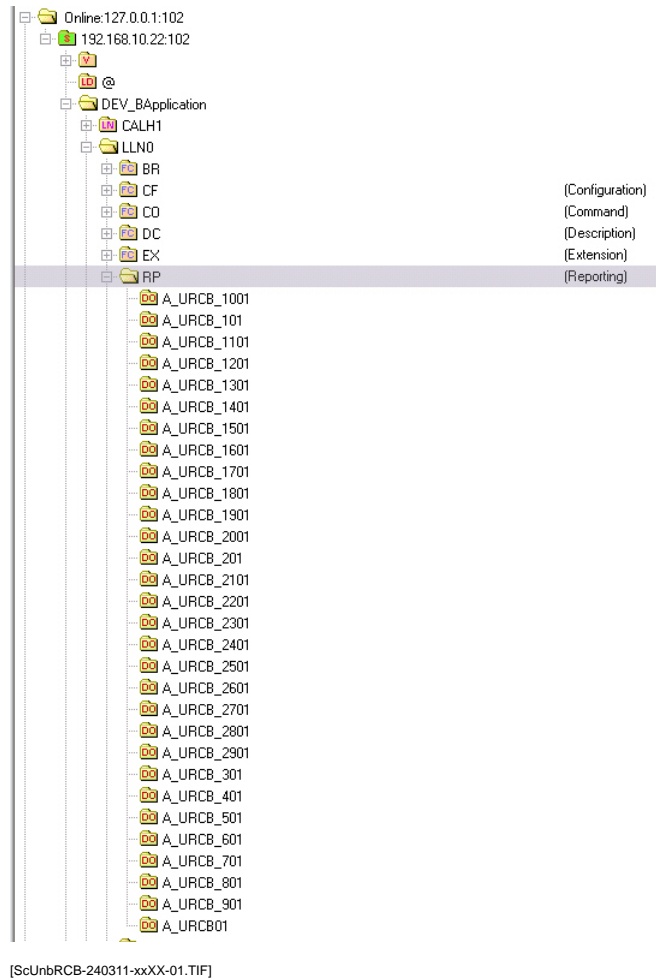 Online:127.0.0.1:102
S 192.168.10.22:102
V
LD @
DEV_BApplication
LN CALH1
LLN0
FC BR
FC CF (Configuration)
FC CO (Command)
FC DC (Description)
FC EX (Extension)
RP (Reporting)
DO A_URCB_1001
DO A_URCB_101
DO A_URCB_1101
DO A_URCB_1201
DO A_URCB_1301
DO A_URCB_1401
DO A_URCB_1501
DO A_URCB_1601
DO A_URCB_1701
DO A_URCB_1801
DO A_URCB_1901
DO A_URCB_2001
DO A_URCB_201
DO A_URCB_2101
DO A_URCB_2201
DO A_URCB_2301
DO A_URCB_2401
DO A_URCB_2501
DO A_URCB_2601
DO A_URCB_2701
DO A_URCB_2801
DO A_URCB_2901
DO A_URCB_301
DO A_URCB_401
DO A_URCB_501
DO A_URCB_601
DO A_URCB_701
DO A_URCB_801
DO A_URCB_901
DO A_URCB01
[ScUnbRCB-240311-xxXX-01.TIF]